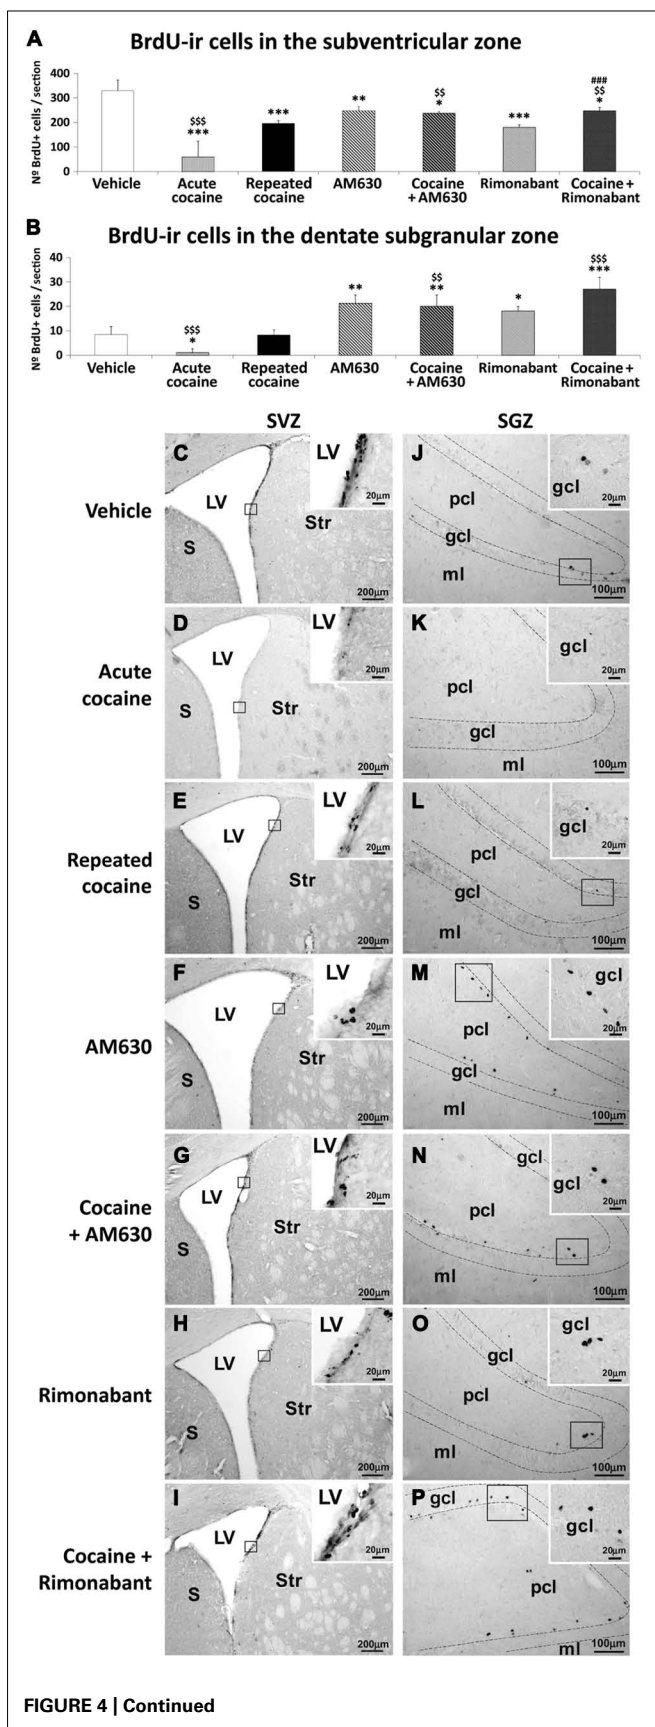 A
BrdU-ir cells in the subventricular zone
Nº BrdU+ cells / section
400
300
200
100
0
$$$
***
***
**
$$
*
***
###
$$
*
Vehicle
Acute cocaine
Repeated cocaine
AM630
Cocaine + AM630
Rimonabant
Cocaine + Rimonabant
B
BrdU-ir cells in the dentate subgranular zone
Nº BrdU+ cells / section
40
30
20
10
0
$$$
*
**
$$
**
*
$$$
***
Vehicle
Acute cocaine
Repeated cocaine
AM630
Cocaine + AM630
Rimonabant
Cocaine + Rimonabant
SVZ
SGZ
Vehicle
C
LV
S
Str
200µm
LV
20µm
J
pcl
gcl
ml
100µm
gcl
20µm
Acute
cocaine
D
LV
S
Str
200µm
LV
20µm
K
pcl
gcl
ml
100µm
gcl
20µm
Repeated
cocaine
E
LV
S
Str
200µm
LV
20µm
L
pcl
gcl
ml
100µm
gcl
20µm
AM630
F
LV
S
Str
200µm
LV
20µm
M
pcl
gcl
ml
100µm
gcl
20µm
Cocaine
+ AM630
G
LV
S
Str
200µm
LV
20µm
N
gcl
pcl
ml
100µm
gcl
20µm
Rimonabant
H
LV
S
Str
200µm
LV
20µm
O
gcl
pcl
ml
100µm
gcl
20µm
Cocaine +
Rimonabant
I
LV
S
Str
200µm
LV
20µm
P
gcl
pcl
ml
100µm
gcl
20µm
FIGURE 4 | Continued